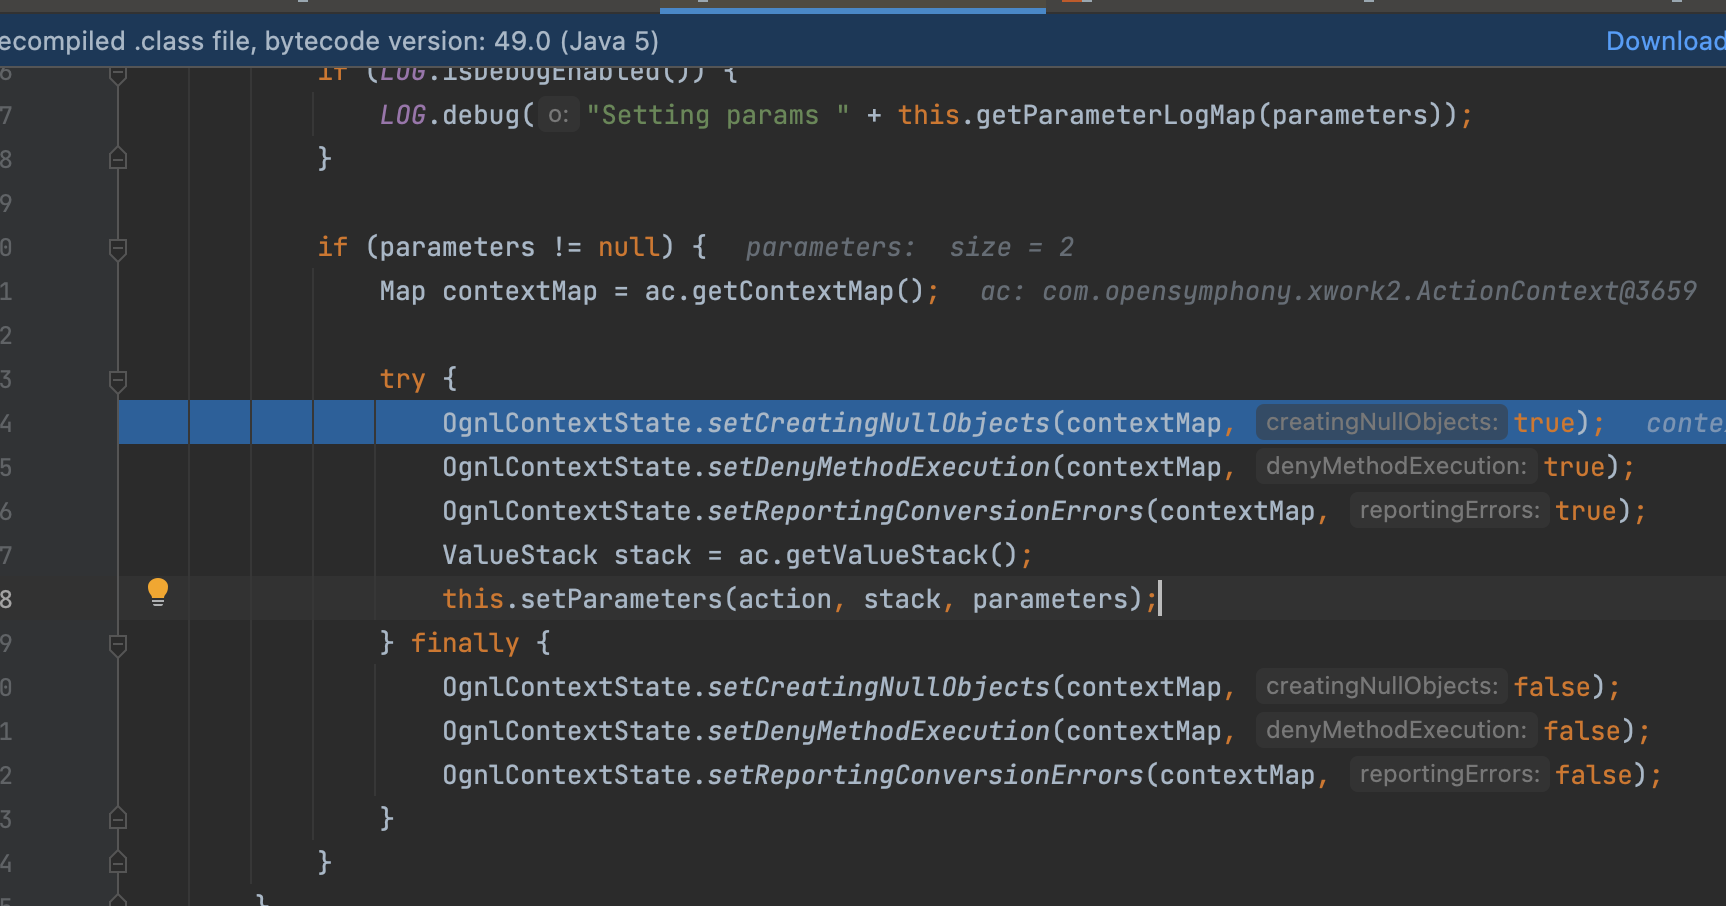 ecompiled .class file, bytecode version: 49.0 (Java 5)
Download
6 if (LOG.isDebugEnabled()) {
7 LOG.debug( o: "Setting params " + this.getParameterLogMap(parameters));
8 }
9
0 if (parameters != null) { parameters: size = 2
1 Map contextMap = ac.getContextMap(); ac: com.opensymphony.xwork2.ActionContext@3659
2
3 try {
4 OgnlContextState.setCreatingNullObjects(contextMap, creatingNullObjects: true); conte
5 OgnlContextState.setDenyMethodExecution(contextMap, denyMethodExecution: true);
6 OgnlContextState.setReportingConversionErrors(contextMap, reportingErrors: true);
7 ValueStack stack = ac.getValueStack();
8 this.setParameters(action, stack, parameters);
9 } finally {
0 OgnlContextState.setCreatingNullObjects(contextMap, creatingNullObjects: false);
1 OgnlContextState.setDenyMethodExecution(contextMap, denyMethodExecution: false);
2 OgnlContextState.setReportingConversionErrors(contextMap, reportingErrors: false);
3 }
4 }
5 }